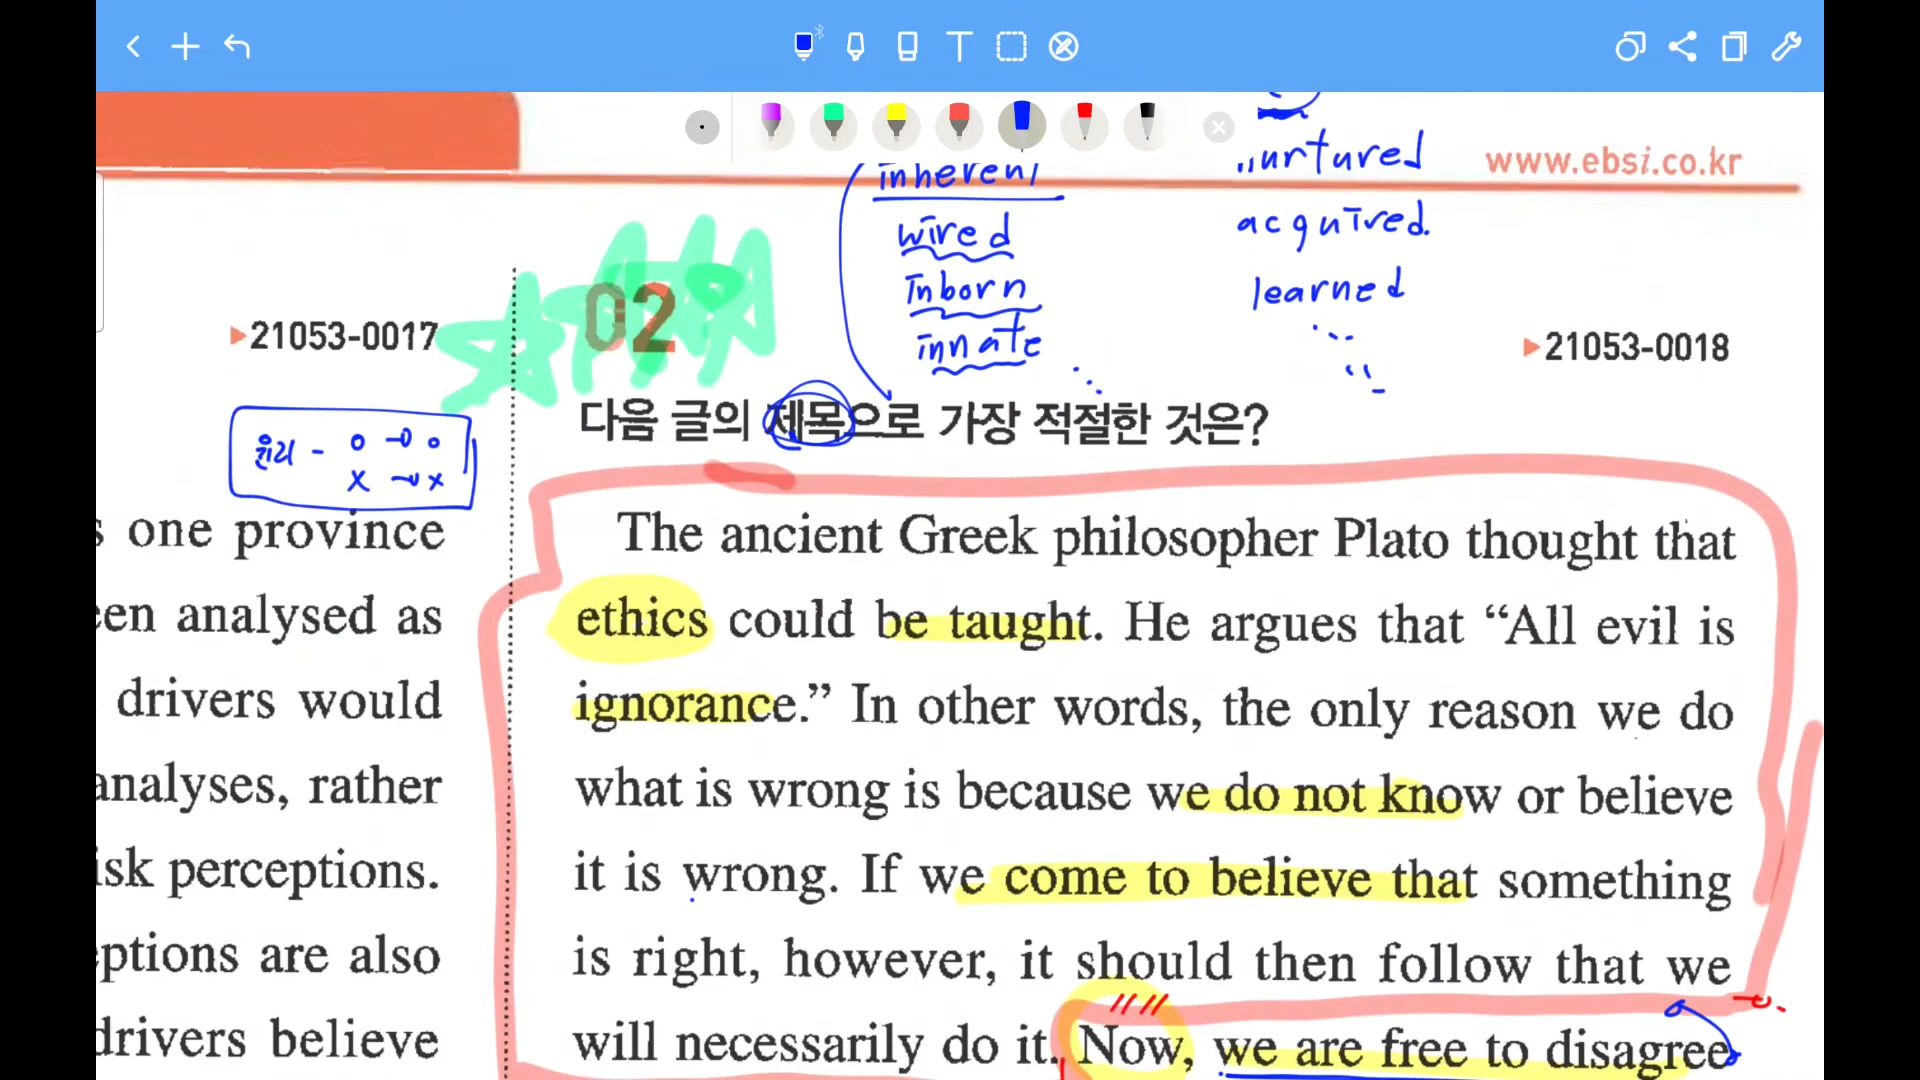 www.ebsi.co.kr
inherent
wired
inborn
innate
acquired.
learned
▶21053-0017
02
▶21053-0018
다음 글의 제목으로 가장 적절한 것은?
윤리 - o → o
x → x
one province
analysed as
drivers would
analyses, rather
perceptions.
are also
drivers believe
The ancient Greek philosopher Plato thought that
ethics could be taught. He argues that “All evil is
ignorance.” In other words, the only reason we do
what is wrong is because we do not know or believe
it is wrong. If we come to believe that something
is right, however, it should then follow that we
will necessarily do it. Now, we are free to disagree